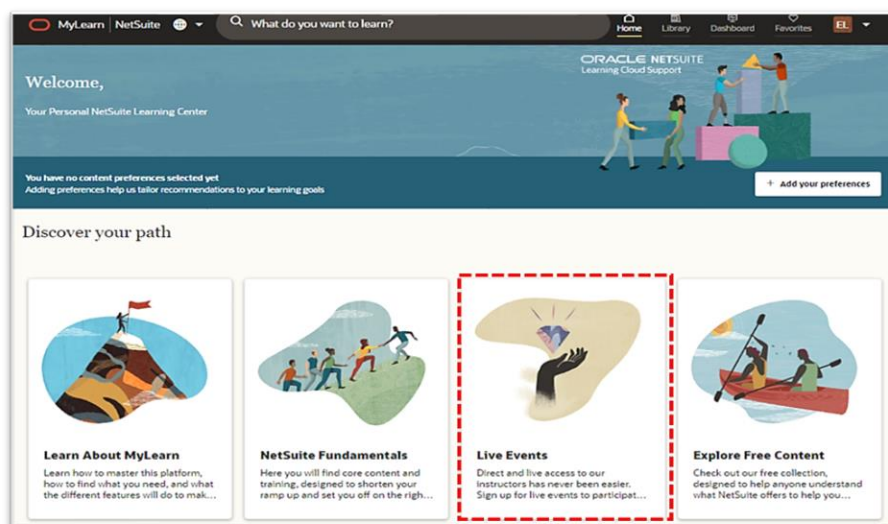 MyLearn NetSuite
What do you want to learn?
Home
Library
Dashboard
Favorites
EL
ORACLE NETSUITE
Learning Cloud Support
Welcome,
Your Personal NetSuite Learning Center
You have no content preferences selected yet
Adding preferences help us tailor recommendations to your learning goals
+ Add your preferences
Discover your path
Learn About MyLearn
Learn how to master this platform,
how to find what you need, and what
the different features will do to mak...
NetSuite Fundamentals
Here you will find core content and
training, designed to shorten your
ramp up and set you off on the righ...
Live Events
Direct and live access to our
instructors has never been easier.
Sign up for live events to participat...
Explore Free Content
Check out our free collection,
designed to help anyone understand
what NetSuite offers to help you...